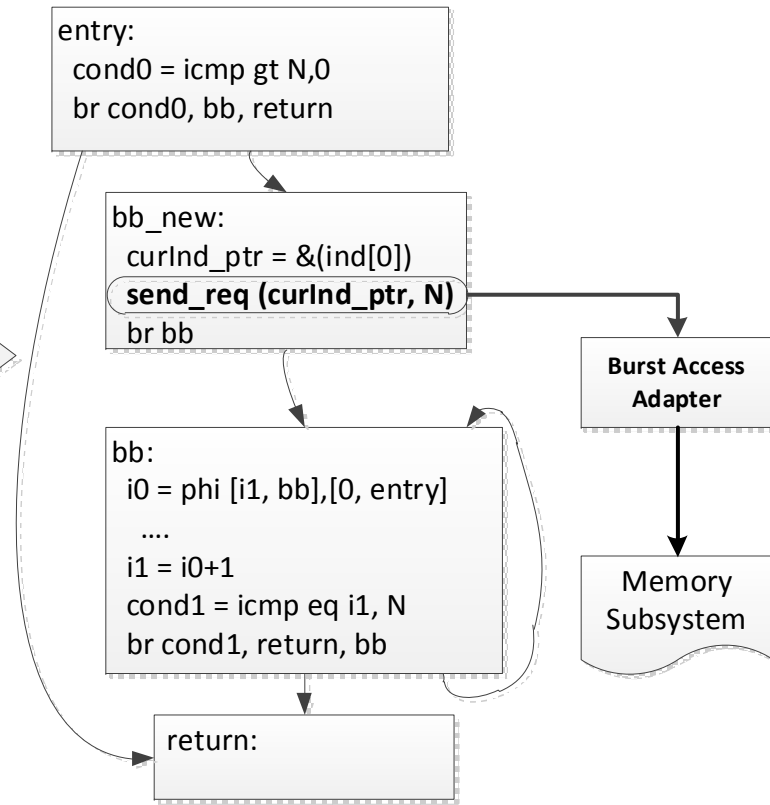 entry:
cond0 = icmp gt N,0
br cond0, bb, return
bb_new:
curInd_ptr = &(ind[0])
send_req (curInd_ptr, N)
br bb
Burst Access
Adapter
bb:
i0 = phi [i1, bb],[0, entry]
....
i1 = i0+1
cond1 = icmp eq i1, N
br cond1, return, bb
Memory
Subsystem
return: